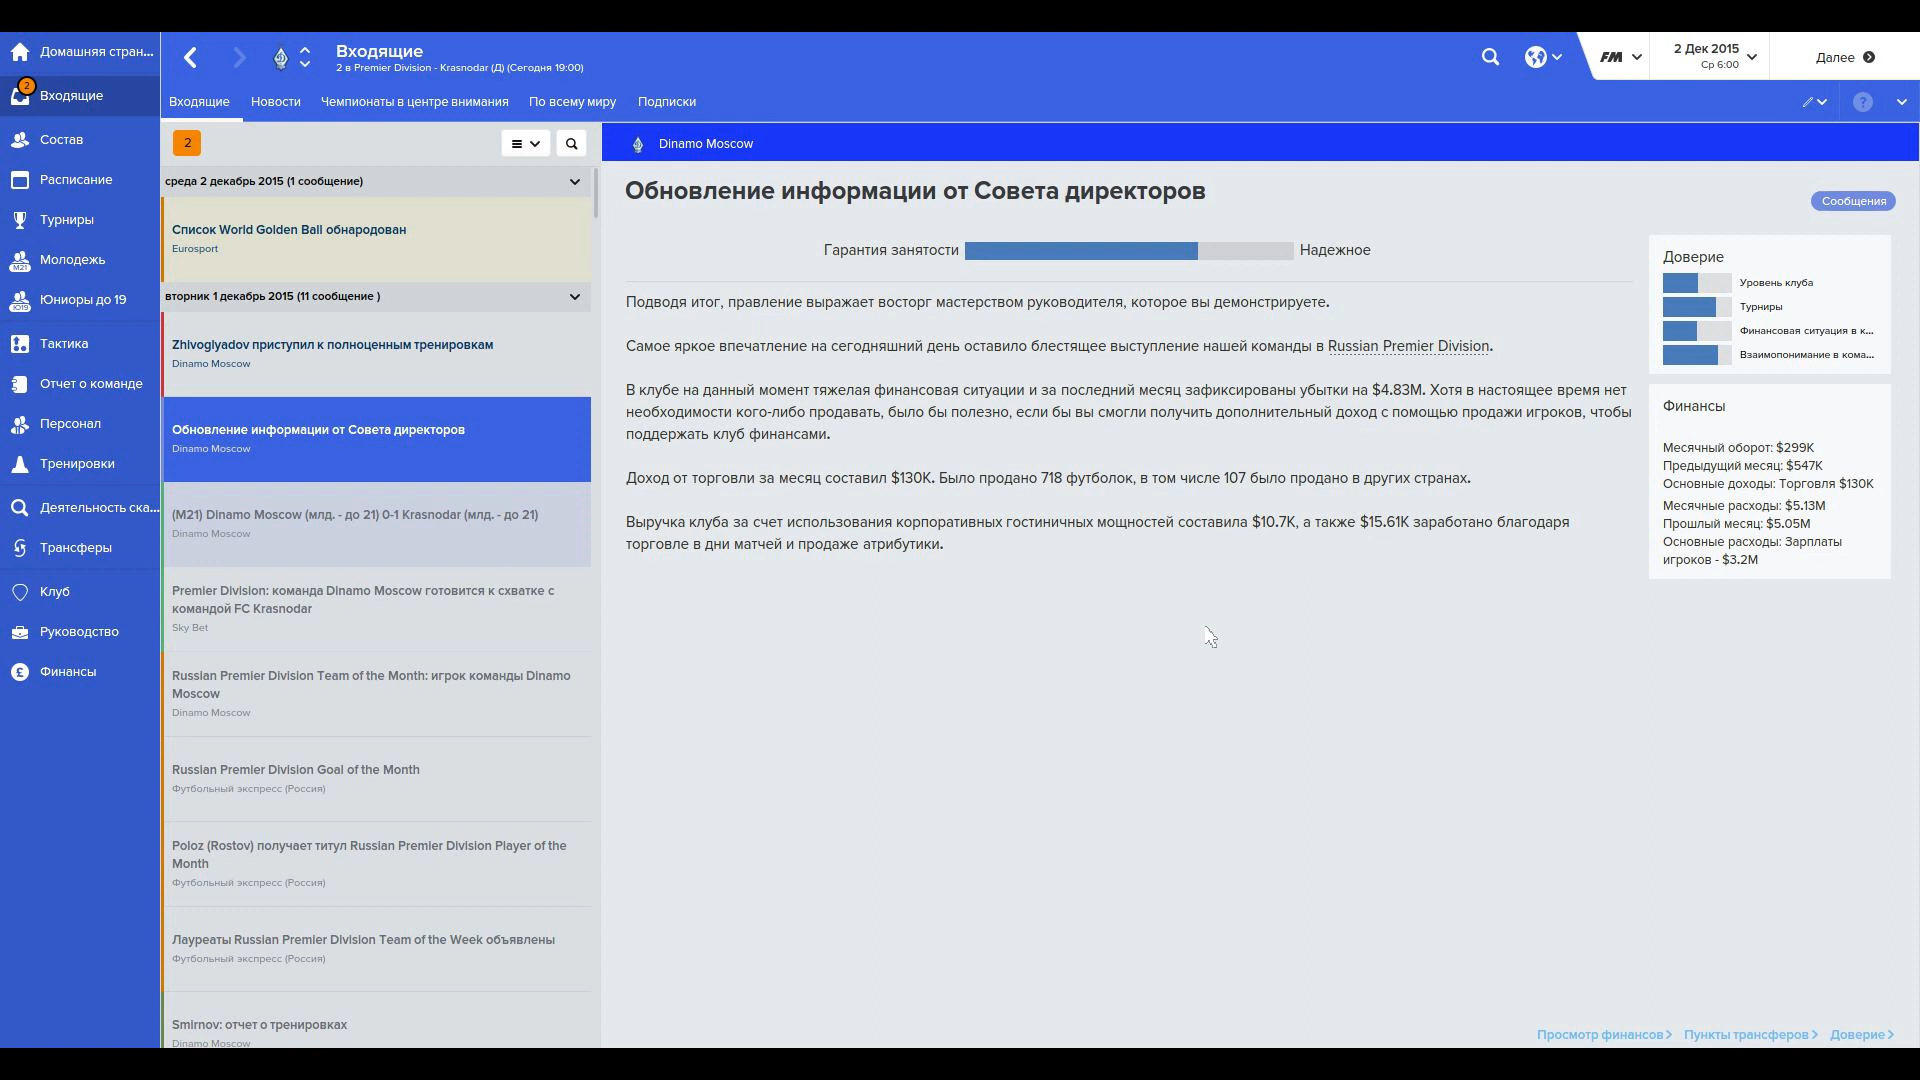 Домашняя стран...
2
Входящие
Состав
Расписание
Турниры
Молодежь
M21
Юниоры до 19
Ю19
Тактика
Отчет о команде
Персонал
Тренировки
Деятельность ска...
Трансферы
Клуб
Руководство
Финансы
Входящие
2 в Premier Division - Krasnodar (Д) (Сегодня 19:00)
FM
2 Дек 2015
Ср 6:00
Далее
Входящие
Новости
Чемпионаты в центре внимания
По всему миру
Подписки
?
2
среда 2 декабрь 2015 (1 сообщение)
Список World Golden Ball обнародован
Eurosport
вторник 1 декабрь 2015 (11 сообщение )
Zhivoglyadov приступил к полноценным тренировкам
Dinamo Moscow
Обновление информации от Совета директоров
Dinamo Moscow
(M21) Dinamo Moscow (млд. - до 21) 0-1 Krasnodar (млд. - до 21)
Dinamo Moscow
Premier Division: команда Dinamo Moscow готовится к схватке с
командой FC Krasnodar
Sky Bet
Russian Premier Division Team of the Month: игрок команды Dinamo
Moscow
Dinamo Moscow
Russian Premier Division Goal of the Month
Футбольный экспресс (Россия)
Poloz (Rostov) получает титул Russian Premier Division Player of the
Month
Футбольный экспресс (Россия)
Лауреаты Russian Premier Division Team of the Week объявлены
Футбольный экспресс (Россия)
Smirnov: отчет о тренировках
Dinamo Moscow
Dinamo Moscow
Обновление информации от Совета директоров
Сообщения
Гарантия занятости
Надежное
Подводя итог, правление выражает восторг мастерством руководителя, которое вы демонстрируете.
Самое яркое впечатление на сегодняшний день оставило блестящее выступление нашей команды в Russian Premier Division.
В клубе на данный момент тяжелая финансовая ситуации и за последний месяц зафиксированы убытки на $4.83M. Хотя в настоящее время нет
необходимости кого-либо продавать, было бы полезно, если бы вы смогли получить дополнительный доход с помощью продажи игроков, чтобы
поддержать клуб финансами.
Доход от торговли за месяц составил $130K. Было продано 718 футболок, в том числе 107 было продано в других странах.
Выручка клуба за счет использования корпоративных гостиничных мощностей составила $10.7K, а также $15.61K заработано благодаря
торговле в дни матчей и продаже атрибутики.
Доверие
Уровень клуба
Турниры
Финансовая ситуация в к...
Взаимопонимание в кома...
Финансы
Месячный оборот: $299K
Предыдущий месяц: $547K
Основные доходы: Торговля $130K
Месячные расходы: $5.13M
Прошлый месяц: $5.05M
Основные расходы: Зарплаты
игроков - $3.2M
Просмотр финансов
Пункты трансферов
Доверие